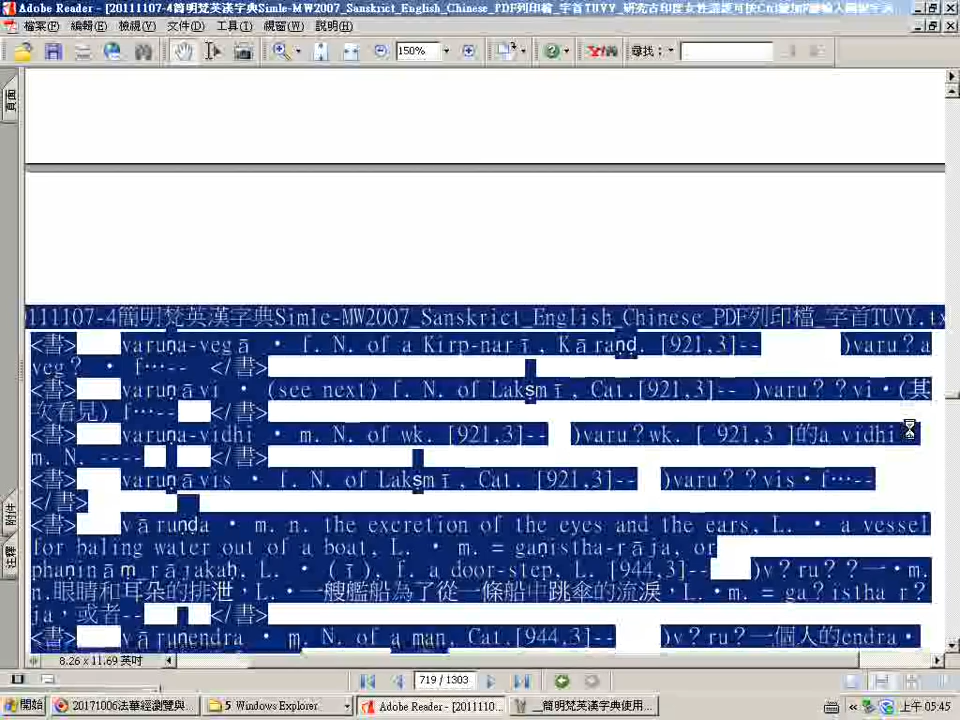 Adobe Reader - [20111107-4簡明梵英漢字典Simle-MW2007_Sanskrict_English_Chinese_PDF列印檔_字首TUVY_研究古印度女性
檔案(F) 編輯(E) 檢視(V) 文件(D) 工具(T) 視窗(W) 說明(H)
150% 尋找:
頁面
111107-4簡明梵英漢字典Simle-MW2007_Sanskrict_English_Chinese_PDF列印檔_字首TUVY.tx
<書> varuṇa-vegā • f. N. of a Kiṃp-narī, Kāraṇḍ. [921,3]-- )varu?a
veg? • f…-- </書>
<書> varuṇāvi • (see next) f. N. of Lakṣmī, Cat.[921,3]-- )varu??vi•(其
次看見) f…-- </書>
<書> varuṇa-vidhi • m. N. of wk. [921,3]-- )varu?wk. [ 921,3 ]的a vidhi •
m. N. ---- </書>
<書> varuṇāvis • f. N. of Lakṣmī, Cat. [921,3]-- )varu??vis•f…--
</書>
<書> vāruṇḍa • m. n. the excretion of the eyes and the ears, L. • a vessel
for baling water out of a boat, L. • m. = gaṇistha-rāja, or
phaṇināṃ rājakaḥ, L. • (ī), f. a door-step, L. [944,3]-- )v?ru??一•m.
n.眼睛和耳朵的排泄，L.•一艘艦船為了從一條船中跳傘的流淚，L.•m. = ga?istha r?
ja, 或者-- </書>
<書> vāruṇendra • m. N. of a man, Cat.[944,3]-- )v?ru?一個人的endra•
附件
註釋
8.26 x 11.69 英吋
719 / 1303
開始 20171006法華經瀏覽與... 5 Windows Explorer Adobe Reader - [2011110... __簡明梵英漢字典使用... 上午 05:45